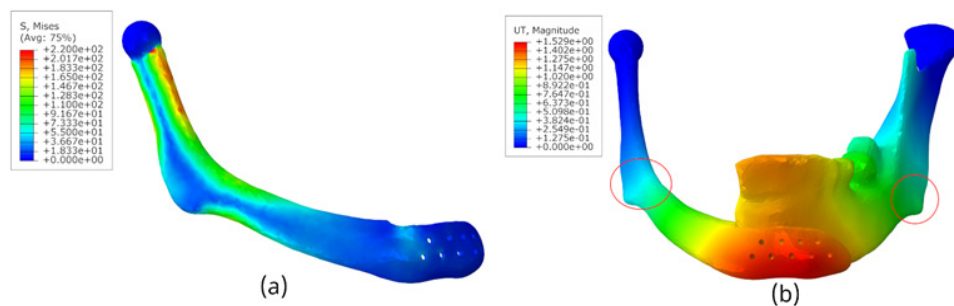 S, Mises
(Avg: 75%)
+2.200e+02
+2.017e+02
+1.833e+02
+1.650e+02
+1.467e+02
+1.283e+02
+1.100e+02
+9.167e+01
+7.333e+01
+5.500e+01
+3.667e+01
+1.833e+01
+0.000e+00
(a)
UT, Magnitude
+1.529e+00
+1.402e+00
+1.275e+00
+1.147e+00
+1.020e+00
+8.922e-01
+7.647e-01
+6.373e-01
+5.098e-01
+3.824e-01
+2.549e-01
+1.275e-01
+0.000e+00
(b)